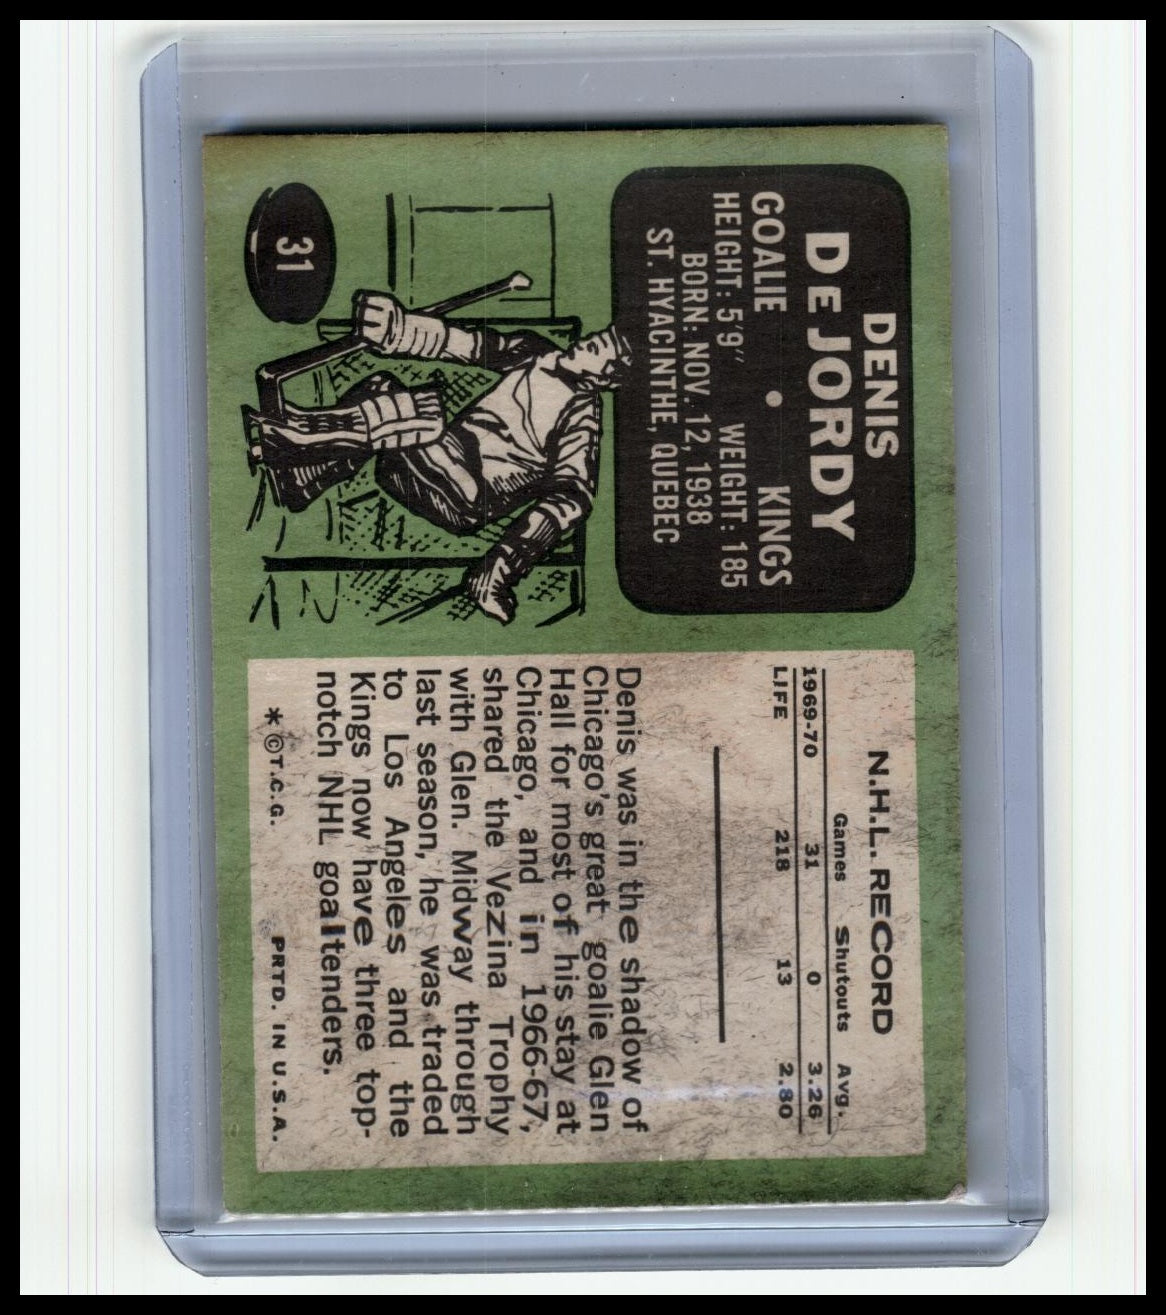 DENIS
DE JORDY
GOALIE • KINGS
HEIGHT: 5'9" WEIGHT: 185
BORN: NOV. 12, 1938
ST. HYACINTHE, QUEBEC
31
N.H.L. RECORD
Games Shutouts Avg.
1969-70 31 0 3.26
LIFE 218 13 2.80
Denis was in the shadow of
Chicago's great goalie Glen
Hall for most of his stay at
Chicago, and in 1966-67,
shared the Vezina Trophy
with Glen. Midway through
last season, he was traded
to Los Angeles and the
Kings now have three top-
notch NHL goaltenders.
* ©T.C.G. PRTD. IN U.S.A.